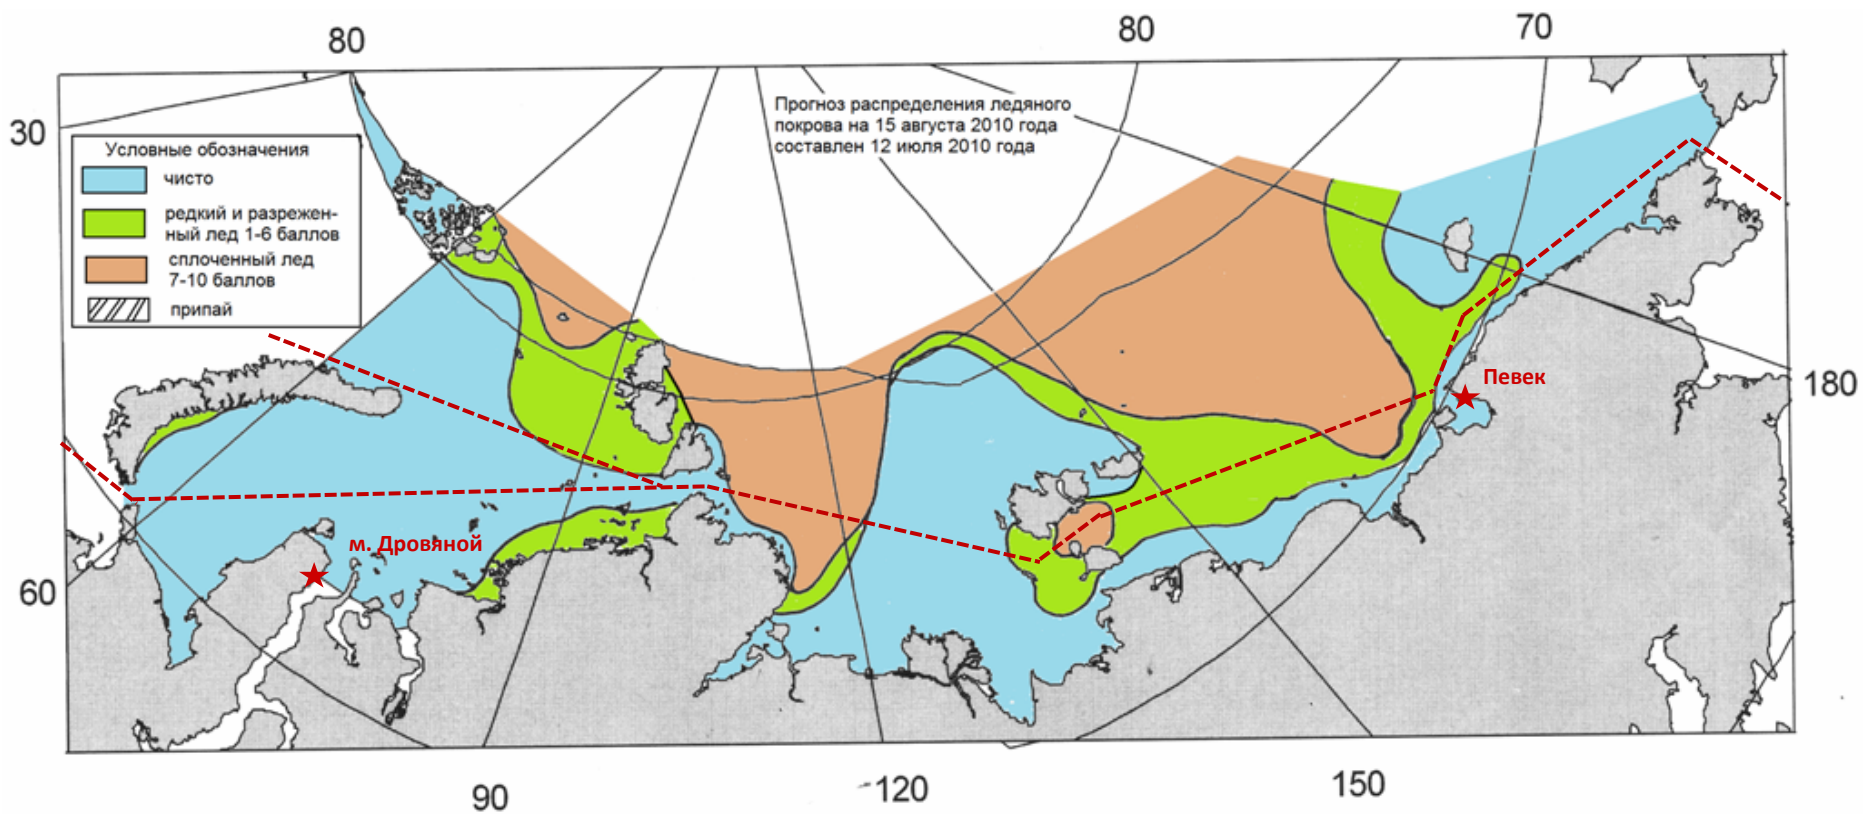 80
80
70
30
Прогноз распределения ледяного
покрова на 15 августа 2010 года
составлен 12 июля 2010 года
Условные обозначения
чисто
редкий и разрежен-
ный лед 1-6 баллов
сплоченный лед
7-10 баллов
припай
Певек
180
м. Дровяной
60
90
120
150